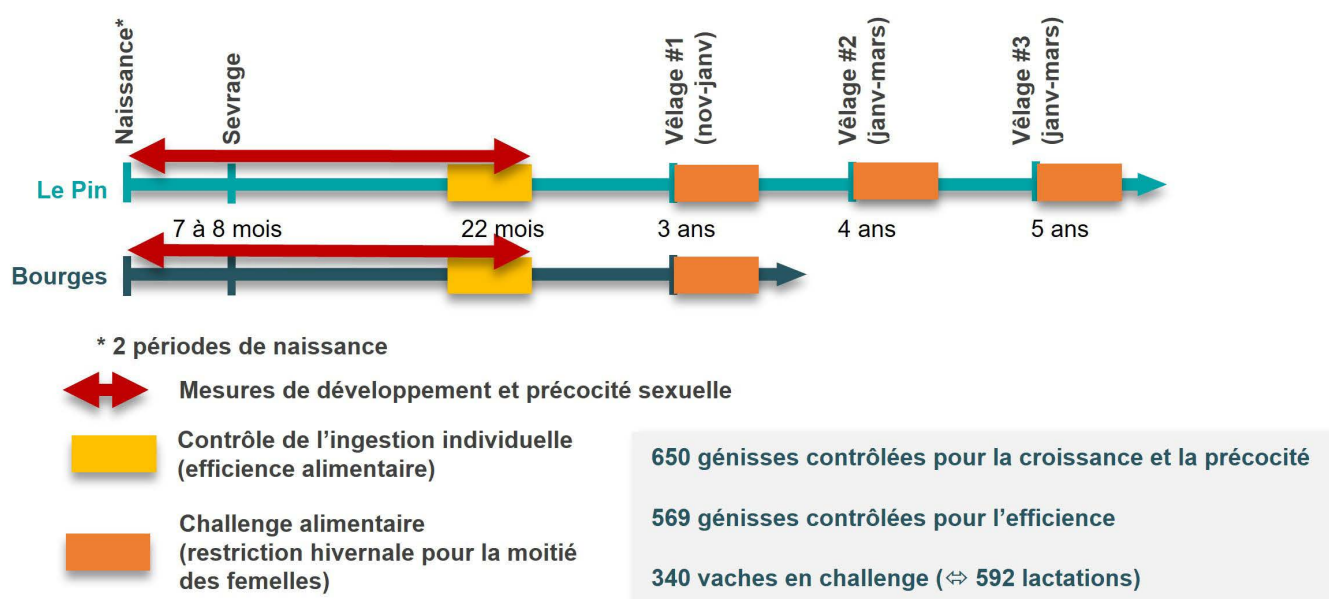 Naissance*
Sevrage
Vêlage #1
(nov-janv)
Vêlage #2
(janv-mars)
Vêlage #3
(janv-mars)
Le Pin
7 à 8 mois
22 mois
3 ans
4 ans
5 ans
Bourges
* 2 périodes de naissance
Mesures de développement et précocité sexuelle
Contrôle de l’ingestion individuelle
(efficience alimentaire)
Challenge alimentaire
(restriction hivernale pour la moitié
des femelles)
650 génisses contrôlées pour la croissance et la précocité
569 génisses contrôlées pour l’efficience
340 vaches en challenge (⇔ 592 lactations)